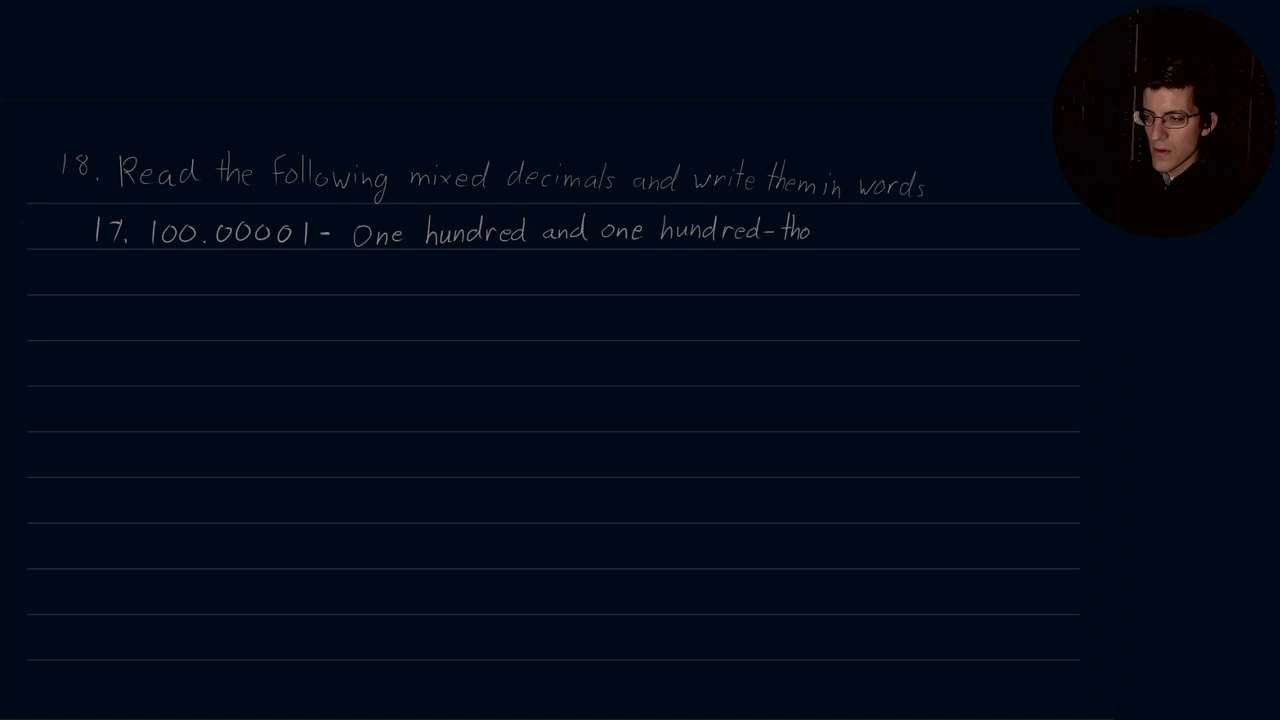 18. Read the following mixed decimals and write them in words
17. 100.00001 - One hundred and one hundred-tho